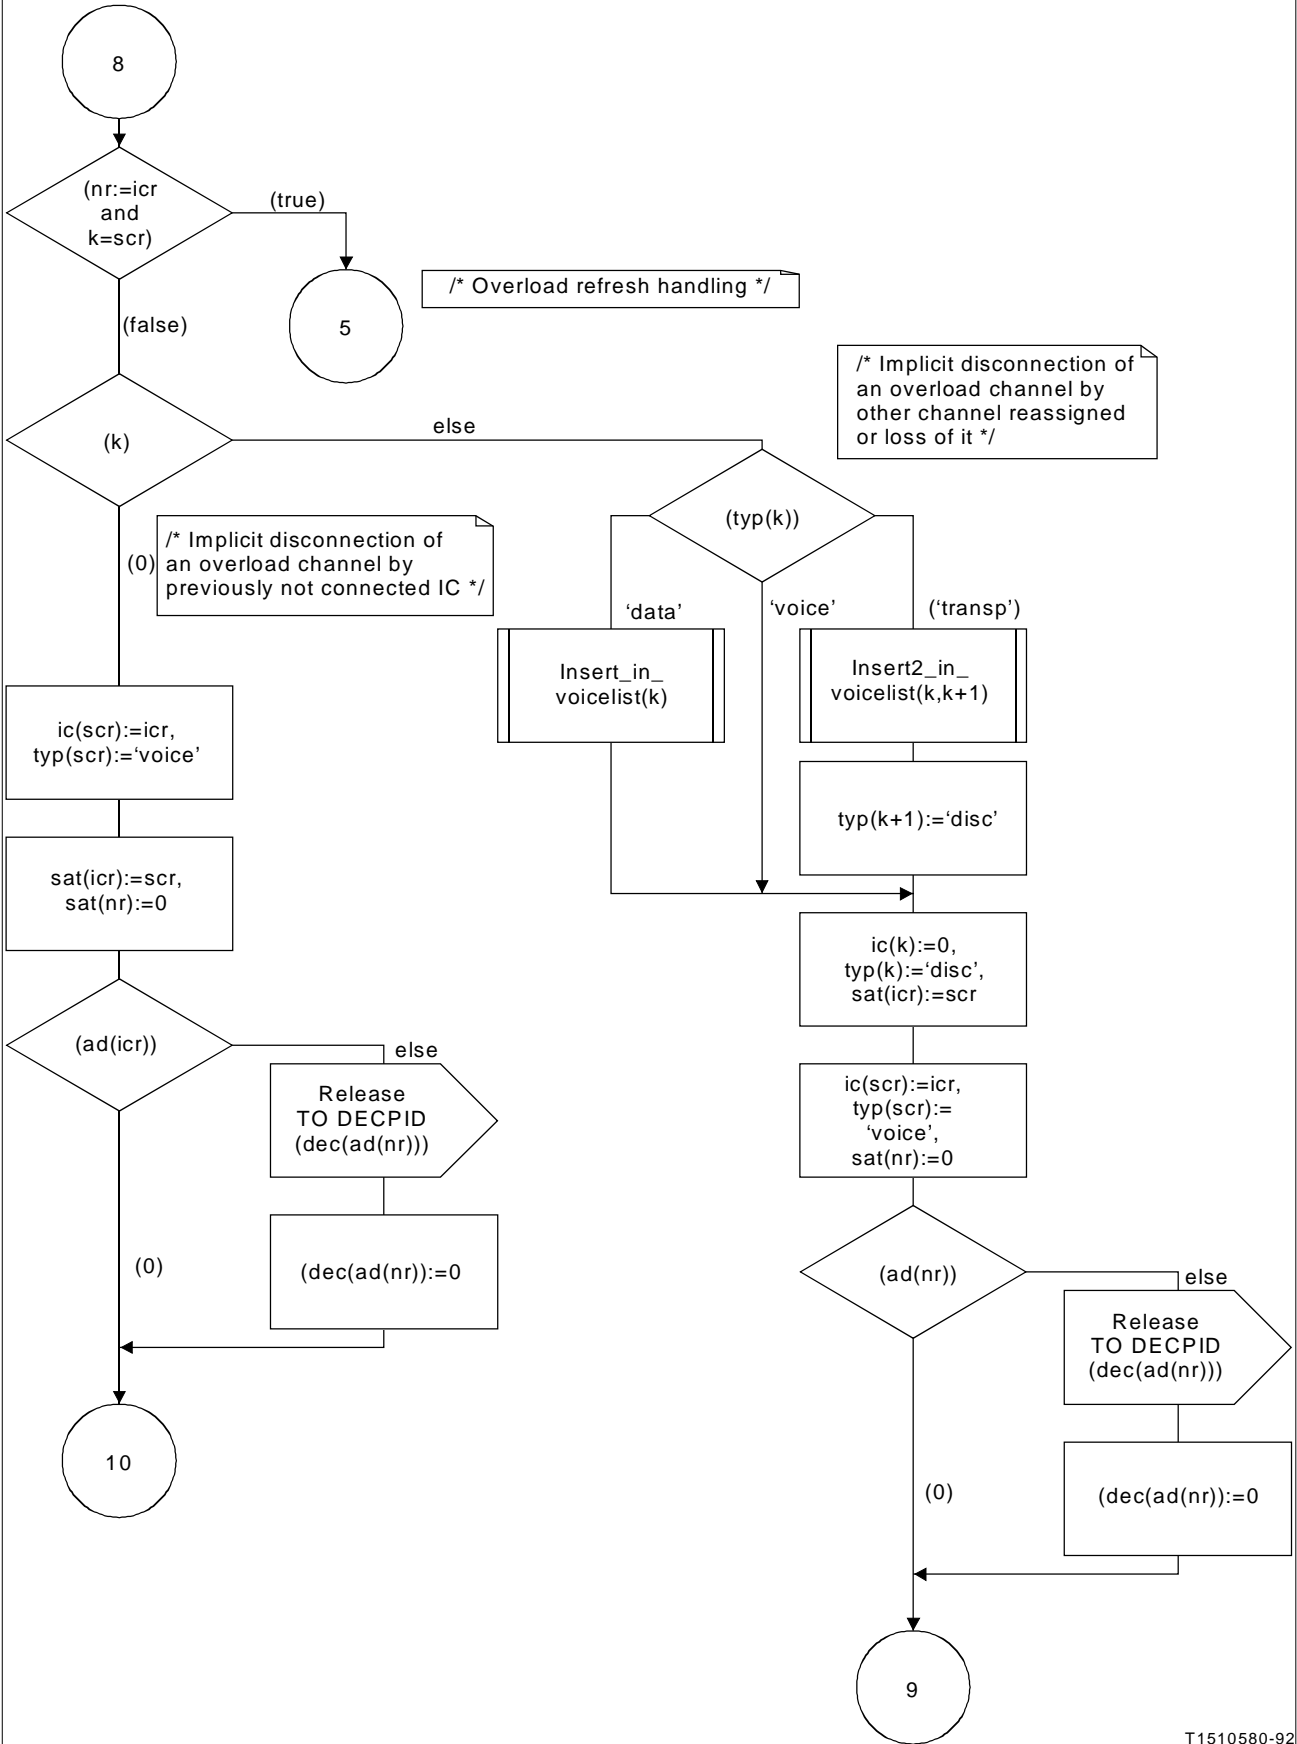 8
(nr:=icr
and
k=scr)
(true)
5
/* Overload refresh handling */
(false)
(k)
else
/* Implicit disconnection of
an overload channel by
other channel reassigned
or loss of it */
(0)
/* Implicit disconnection of
an overload channel by
previously not connected IC */
(typ(k))
‘data’
‘voice’
(‘transp’)
Insert_in_
voicelist(k)
Insert2_in_
voicelist(k,k+1)
ic(scr):=icr,
typ(scr):=‘voice’
typ(k+1):=‘disc’
sat(icr):=scr,
sat(nr):=0
ic(k):=0,
typ(k):=‘disc’,
sat(icr):=scr
(ad(icr))
else
Release
TO DECPID
(dec(ad(nr)))
(dec(ad(nr)):=0
(0)
10
ic(scr):=icr,
typ(scr):=
‘voice’,
sat(nr):=0
(ad(nr))
else
Release
TO DECPID
(dec(ad(nr)))
(dec(ad(nr)):=0
(0)
9
T1510580-92